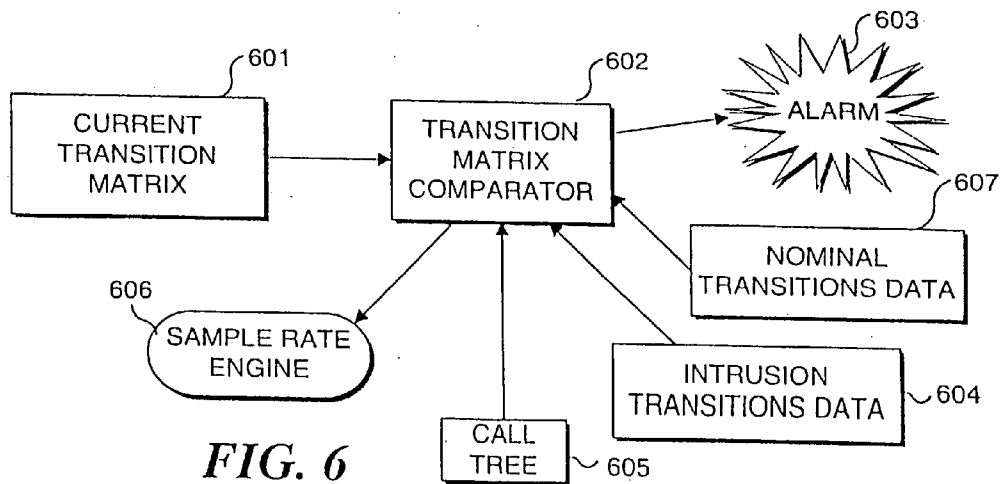 603
601
602
ALARM
CURRENT
TRANSITION
MATRIX
TRANSITION
MATRIX
COMPARATOR
607
NOMINAL
TRANSITIONS DATA
606
SAMPLE RATE
ENGINE
INTRUSION
TRANSITIONS DATA
604
CALL
TREE
605
FIG. 6